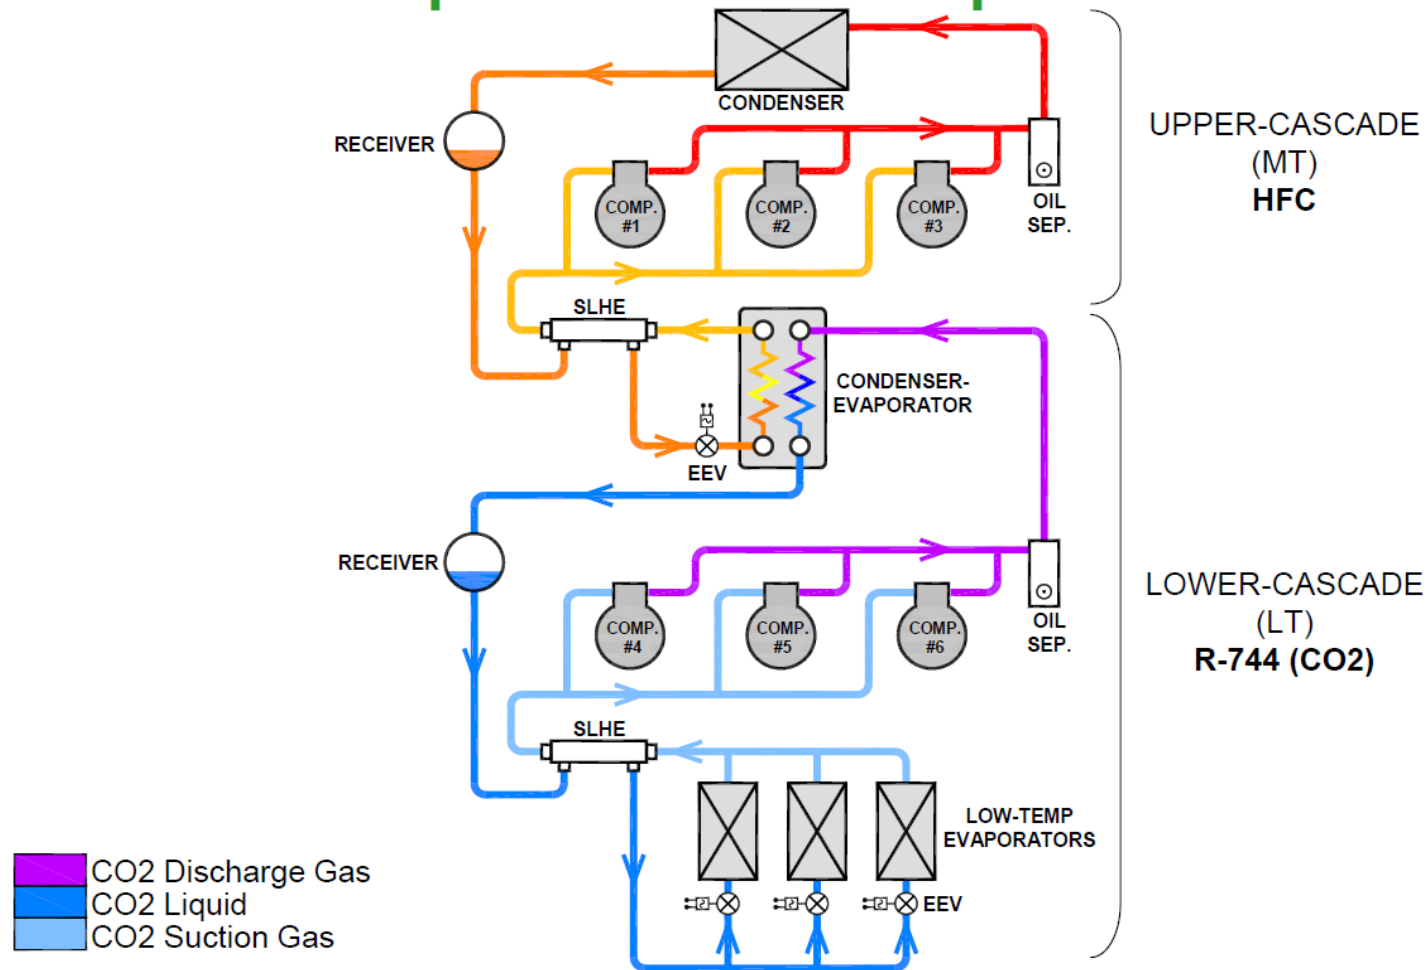 CONDENSER
RECEIVER
COMP.
#1
COMP.
#2
COMP.
#3
OIL
SEP.
UPPER-CASCADE
(MT)
HFC
SLHE
CONDENSER-
EVAPORATOR
EEV
RECEIVER
COMP.
#4
COMP.
#5
COMP.
#6
OIL
SEP.
LOWER-CASCADE
(LT)
R-744 (CO2)
SLHE
LOW-TEMP
EVAPORATORS
EEV
CO2 Discharge Gas
CO2 Liquid
CO2 Suction Gas